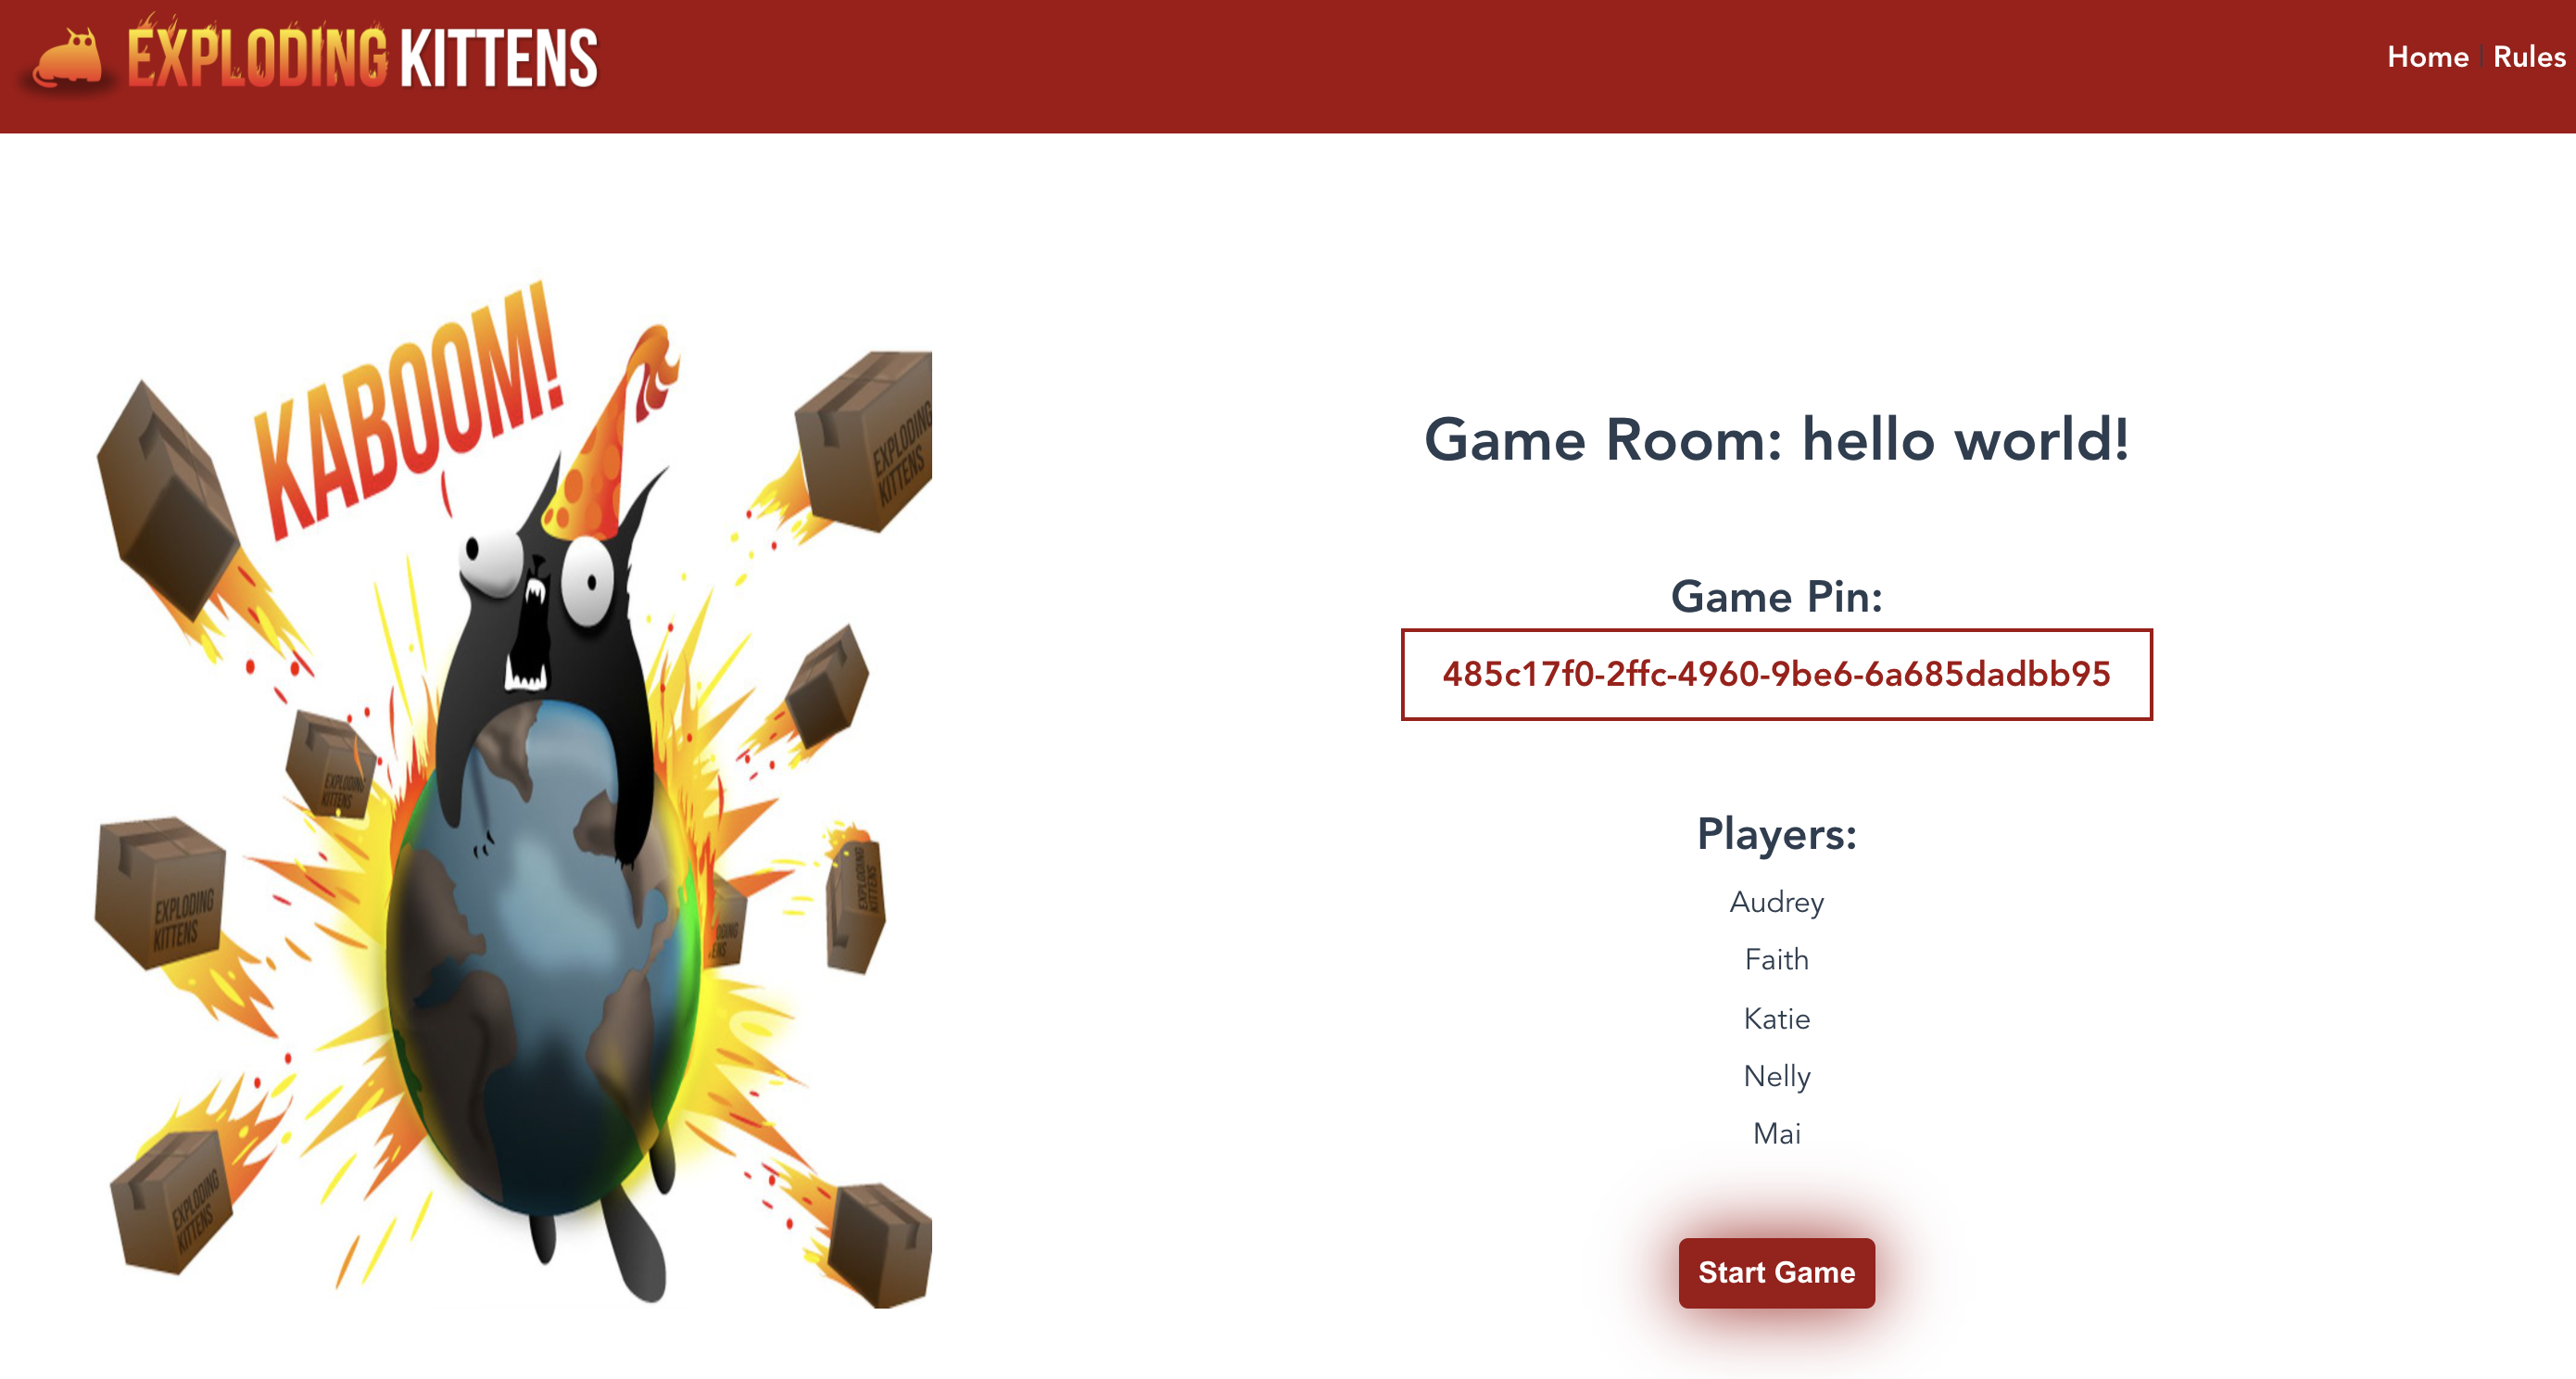 EXPLODING KITTENS
Home | Rules
KABOOM!
EXPLODING
KITTENS
EXPLODING
KITTENS
EXPLODING
KITTENS
EXPLODING
KITTENS
EXPLODING
KITTENS
Game Room: hello world!
Game Pin:
485c17f0-2ffc-4960-9be6-6a685dadbb95
Players:
Audrey
Faith
Katie
Nelly
Mai
Start Game